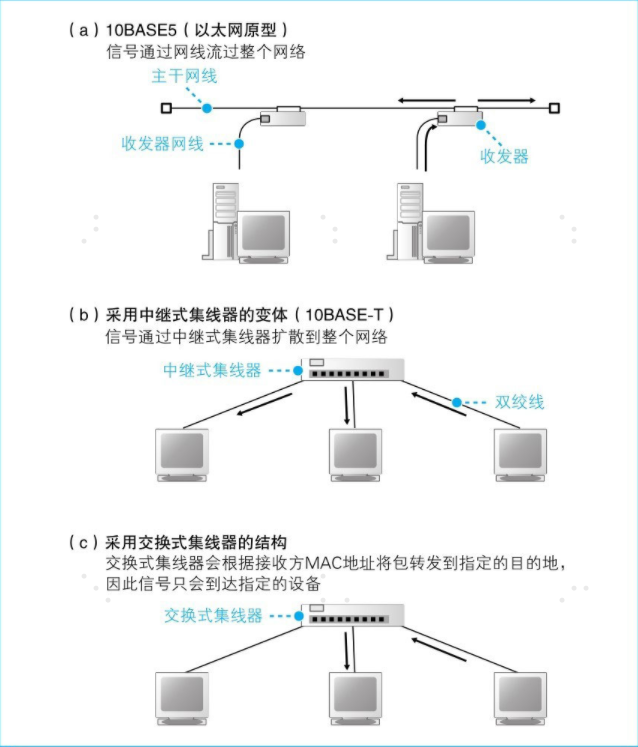 （a）10BASE5（以太网原型）
信号通过网线流过整个网络
主干网线
收发器网线
收发器
（b）采用中继式集线器的变体（10BASE-T）
信号通过中继式集线器扩散到整个网络
中继式集线器
双绞线
（c）采用交换式集线器的结构
交换式集线器会根据接收方MAC地址将包转发到指定的目的地，
因此信号只会到达指定的设备
交换式集线器